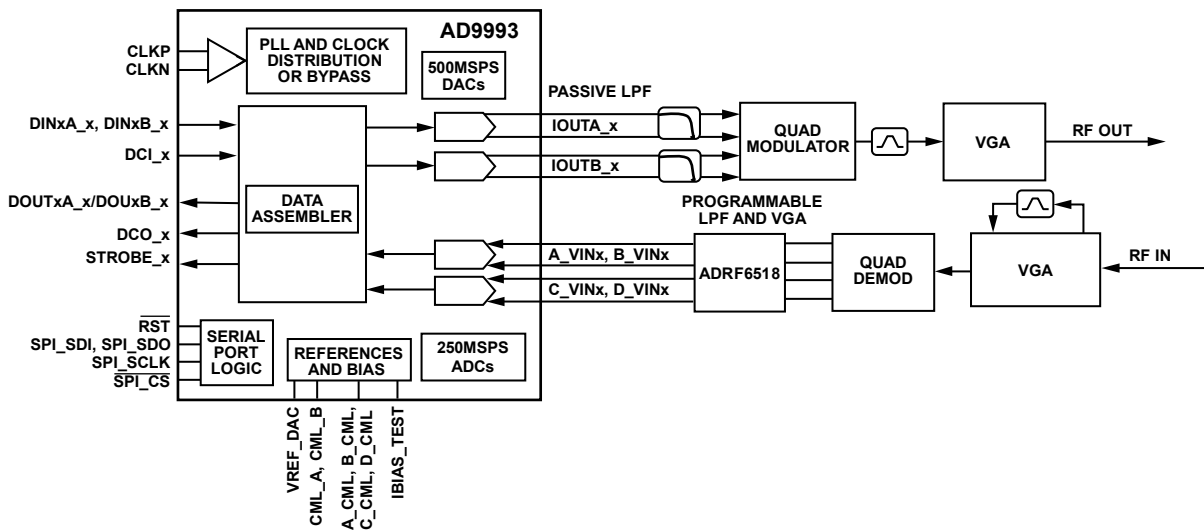 AD9993
CLKP
CLKN
PLL AND CLOCK
DISTRIBUTION
OR BYPASS
500MSPS
DACs
PASSIVE LPF
DINxA_x, DINxB_x
IOUTA_x
QUAD
MODULATOR
VGA
RF OUT
DCI_x
IOUTB_x
DOUTxA_x/DOUxB_x
DATA
ASSEMBLER
PROGRAMMABLE
LPF AND VGA
DCO_x
STROBE_x
A_VINx, B_VINx
ADRF6518
QUAD
DEMOD
VGA
RF IN
C_VINx, D_VINx
RST
SPI_SDI, SPI_SDO
SPI_SCLK
SPI_CS
SERIAL
PORT
LOGIC
REFERENCES
AND BIAS
250MSPS
ADCs
VREF_DAC
CML_A, CML_B
A_CML, B_CML,
C_CML, D_CML
IBIAS_TEST